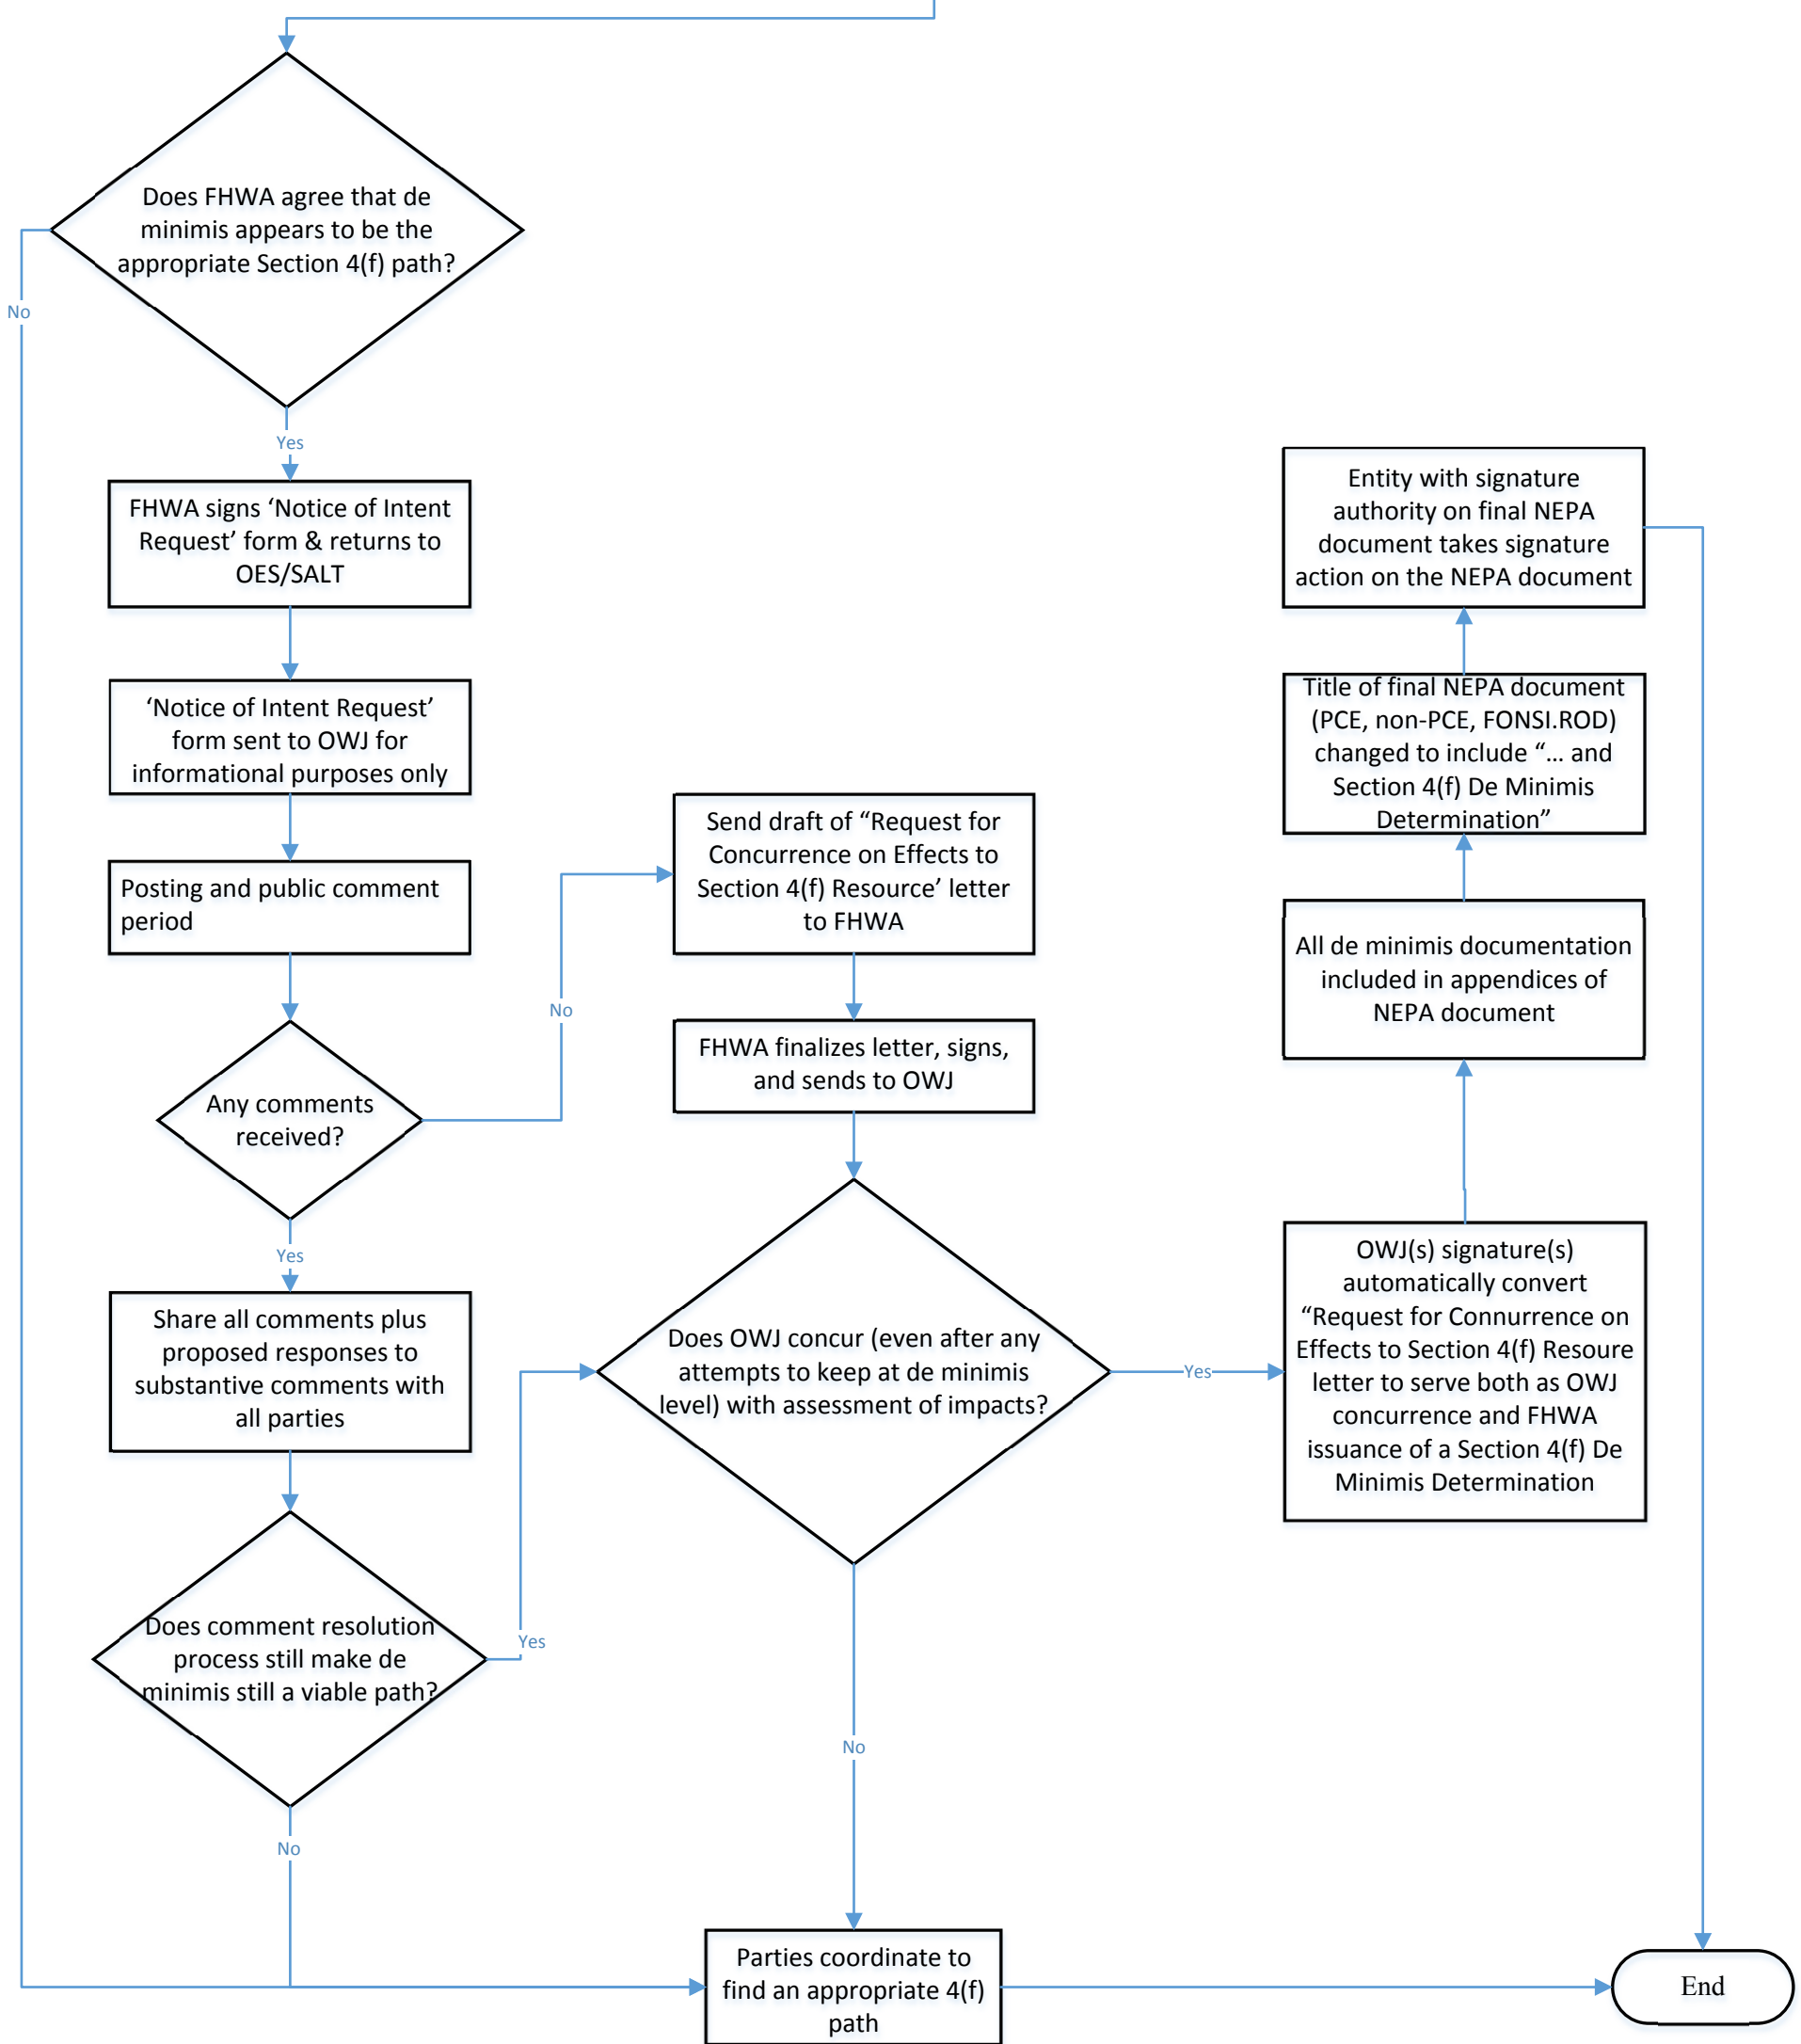 Does FHWA agree that de
minimis appears to be the
appropriate Section 4(f) path?
No
Yes
FHWA signs ‘Notice of Intent
Request’ form & returns to
OES/SALT
‘Notice of Intent Request’
form sent to OWJ for
informational purposes only
Posting and public comment
period
Any comments
received?
No
Yes
Share all comments plus
proposed responses to
substantive comments with
all parties
Does comment resolution
process still make de
minimis still a viable path?
Yes
No
Send draft of “Request for
Concurrence on Effects to
Section 4(f) Resource’ letter
to FHWA
FHWA finalizes letter, signs,
and sends to OWJ
Does OWJ concur (even after any
attempts to keep at de minimis
level) with assessment of impacts?
Yes
No
Parties coordinate to
find an appropriate 4(f)
path
Entity with signature
authority on final NEPA
document takes signature
action on the NEPA document
Title of final NEPA document
(PCE, non-PCE, FONSI.ROD)
changed to include “… and
Section 4(f) De Minimis
Determination”
All de minimis documentation
included in appendices of
NEPA document
OWJ(s) signature(s)
automatically convert
“Request for Connurrence on
Effects to Section 4(f) Resoure
letter to serve both as OWJ
concurrence and FHWA
issuance of a Section 4(f) De
Minimis Determination
End